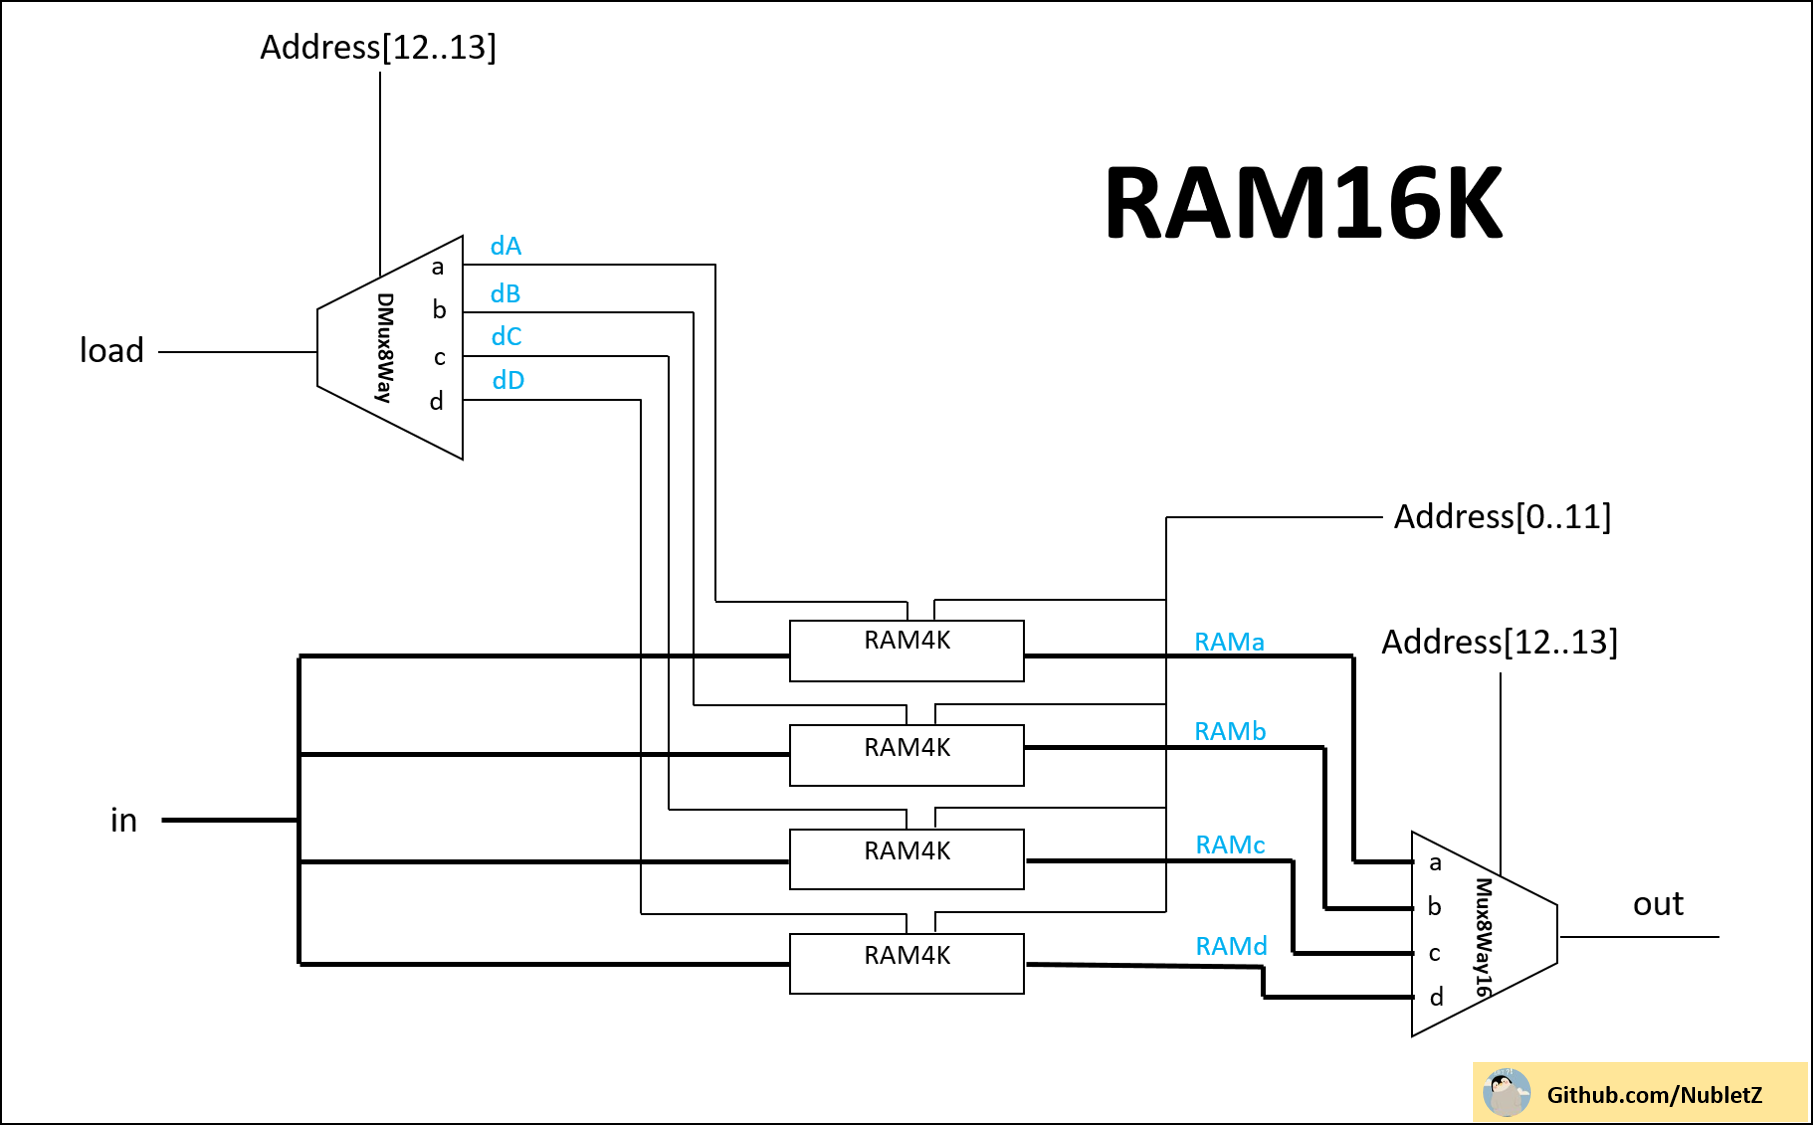 Address[12..13]
RAM16K
dA
a
dB
b
dC
c
dD
d
DMux8Way
load
Address[0..11]
RAM4K
RAMa
Address[12..13]
RAM4K
RAMb
in
RAM4K
RAMc
RAM4K
RAMd
a
b
c
d
Mux8Way16
out
Github.com/NubletZ